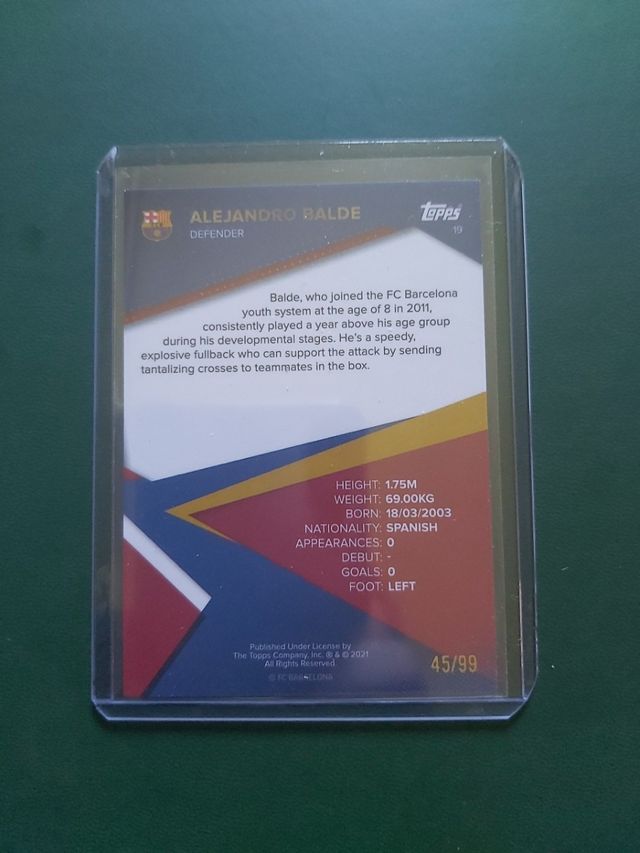 ALEJANDRO BALDE
DEFENDER
Topps
19
Balde, who joined the FC Barcelona
youth system at the age of 8 in 2011,
consistently played a year above his age group
during his developmental stages. He's a speedy,
explosive fullback who can support the attack by sending
tantalizing crosses to teammates in the box.
HEIGHT: 1.75M
WEIGHT: 69.00KG
BORN: 18/03/2003
NATIONALITY: SPANISH
APPEARANCES: 0
DEBUT: -
GOALS: 0
FOOT: LEFT
Published Under License by
The Topps Company, Inc. ® & © 2021
All Rights Reserved
© FC BARCELONA
45/99